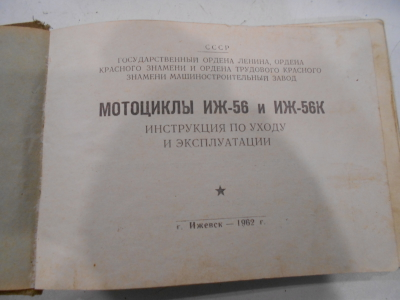 СССР
ГОСУДАРСТВЕННЫЙ ОРДЕНА ЛЕНИНА, ОРДЕНА
КРАСНОГО ЗНАМЕНИ И ОРДЕНА ТРУДОВОГО КРАСНОГО
ЗНАМЕНИ МАШИНОСТРОИТЕЛЬНЫЙ ЗАВОД
МОТОЦИКЛЫ ИЖ-56 и ИЖ-56К
ИНСТРУКЦИЯ ПО УХОДУ
И ЭКСПЛУАТАЦИИ
г. Ижевск — 1962 г.